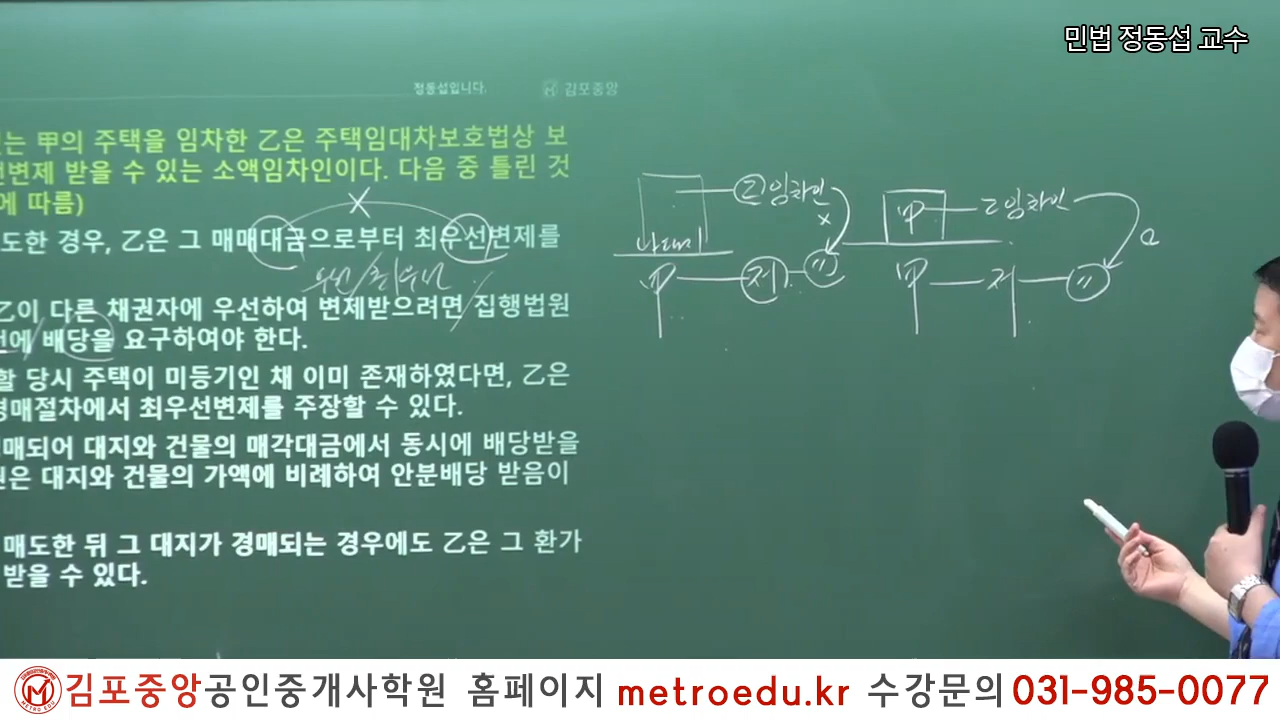 민법 정동섭 교수
정동섭입니다.
김포중앙
는 甲의 주택을 임차한 乙은 주택임대차보호법상 보
변제 받을 수 있는 소액임차인이다. 다음 중 틀린 것
에 따름)
도한 경우, 乙은 그 매매대금으로부터 최우선변제를
우선/최우선
乙이 다른 채권자에 우선하여 변제받으려면 집행법원
전에 배당을 요구하여야 한다.
할 당시 주택이 미등기인 채 이미 존재하였다면, 乙은
경매절차에서 최우선변제를 주장할 수 있다.
매되어 대지와 건물의 매각대금에서 동시에 배당받을
원은 대지와 건물의 가액에 비례하여 안분배당 받음이
매도한 뒤 그 대지가 경매되는 경우에도 乙은 그 환가
받을 수 있다.
乙 임차인
x
나대지
甲 저 "
甲 乙 임차인
甲 저 "
김포중앙공인중개사학원 홈페이지 metroedu.kr 수강문의 031-985-0077
METRO EDU